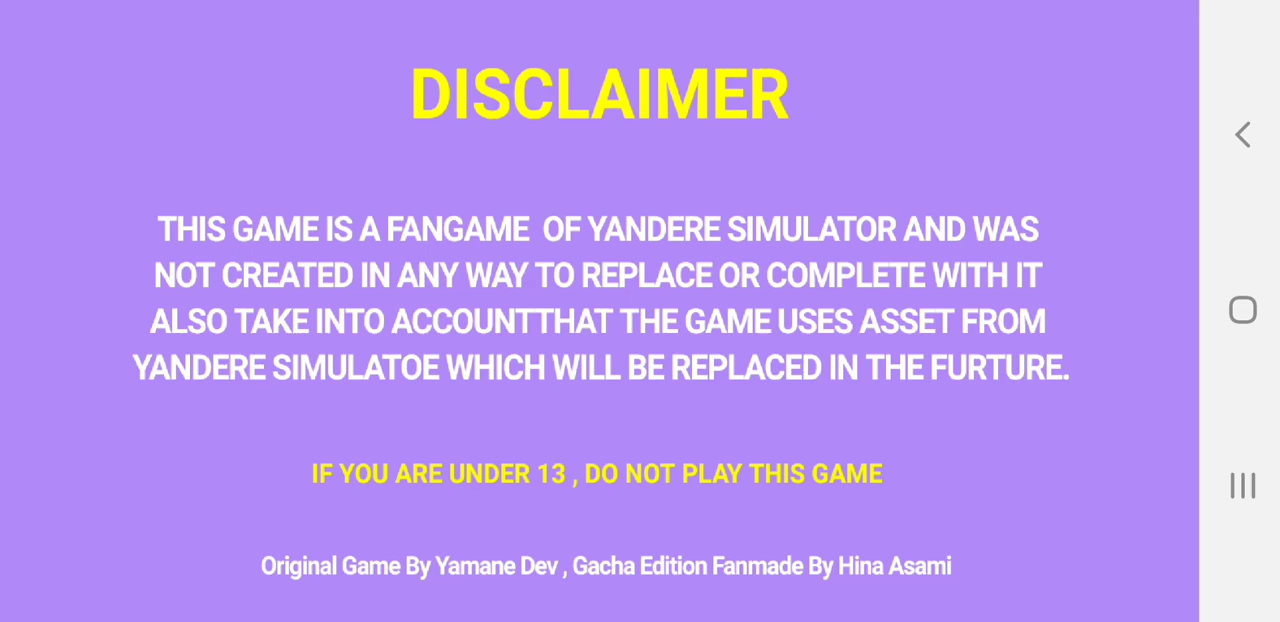 DISCLAIMER
THIS GAME IS A FANGAME  OF YANDERE SIMULATOR AND WAS
NOT CREATED IN ANY WAY TO REPLACE OR COMPLETE WITH IT
ALSO TAKE INTO ACCOUNTTHAT THE GAME USES ASSET FROM
YANDERE SIMULATOE WHICH WILL BE REPLACED IN THE FURTURE.
IF YOU ARE UNDER 13 , DO NOT PLAY THIS GAME
Original Game By Yamane Dev , Gacha Edition Fanmade By Hina Asami